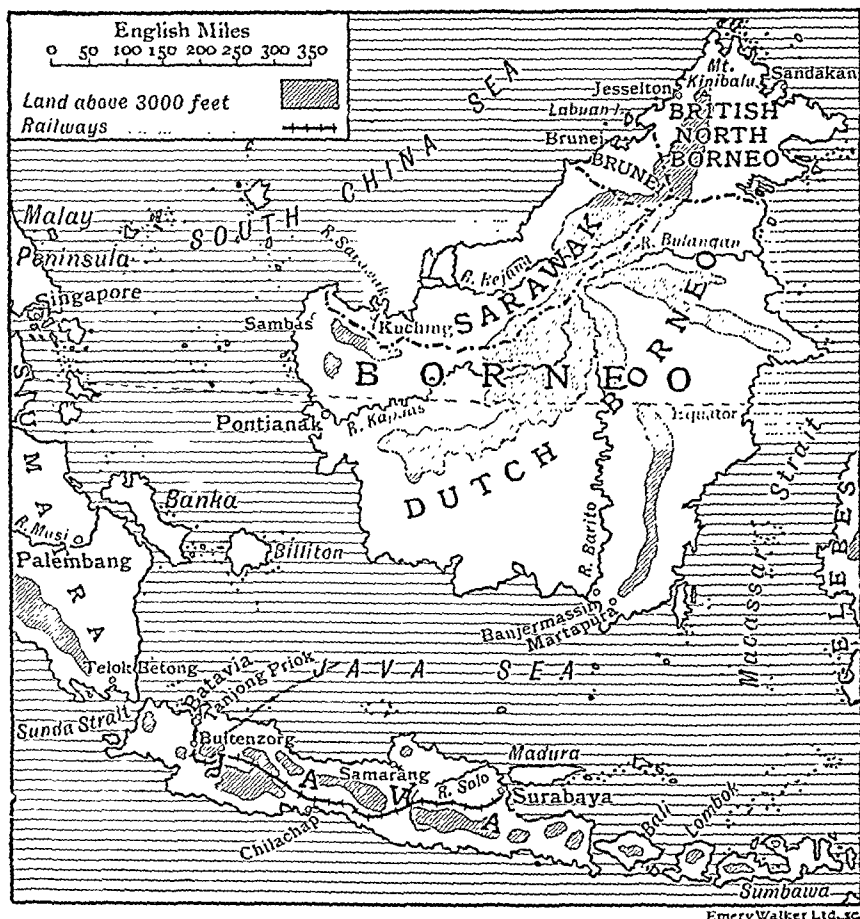 English Miles
0 50 100 150 200 250 300 350
Land above 3000 feet
Railways
SOUTH CHINA SEA
Mt. Kinibalu
Sandakan
Jesselton
Labuan I.
Brunei
BRITISH
NORTH
BORNEO
BRUNEI
Malay
Peninsula
Singapore
R. Sarawak
R. Rejang
SARAWAK
R. Bulangan
Sambas
Kuching
BORNEO
DUTCH BORNEO
Pontianak
R. Kapuas
Equator
SUMATRA
Banka
R. Musi
Palembang
Billiton
R. Barito
Macassar Strait
CELEBES
Banjermassin
Martapura
Telok Betong
JAVA SEA
Batavia
Tanjong Priok
Sunda Strait
Buitenzorg
JAVA
Samarang
R. Solo
Madura
Surabaya
Chilachap
Bali
Lombok
Sumbawa
Emery Walker Ltd. sc.